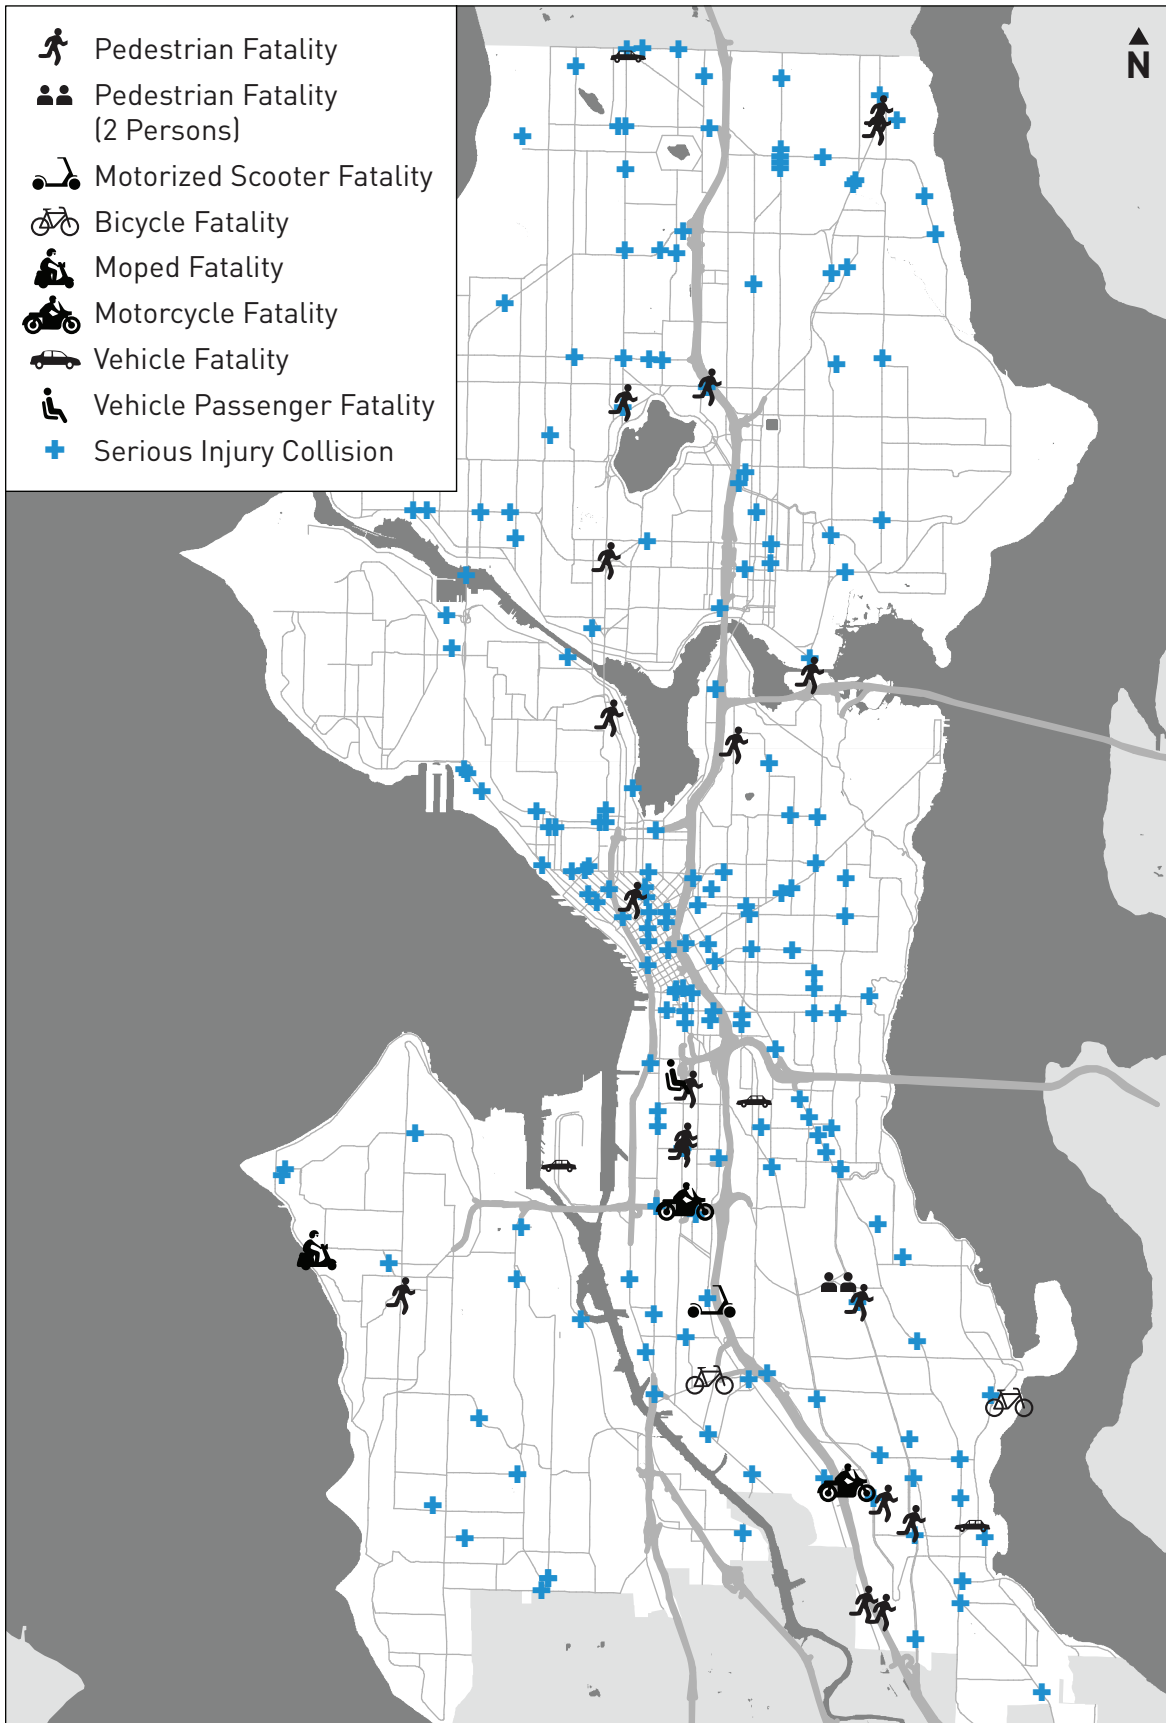 Pedestrian Fatality
Pedestrian Fatality
(2 Persons)
Motorized Scooter Fatality
Bicycle Fatality
Moped Fatality
Motorcycle Fatality
Vehicle Fatality
Vehicle Passenger Fatality
Serious Injury Collision
N